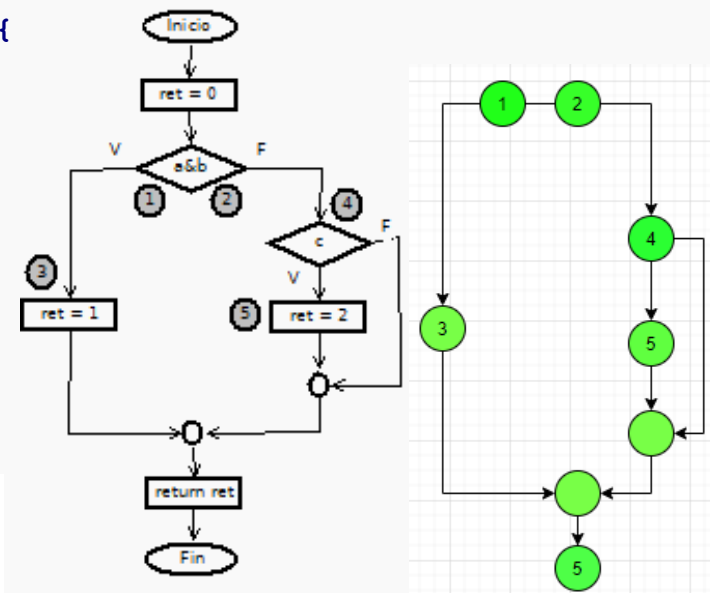 {
Inicio
ret = 0
V
F
a&b
1
2
4
c
F
V
3
ret = 1
5
ret = 2
return ret
Fin
1
2
4
3
5
5